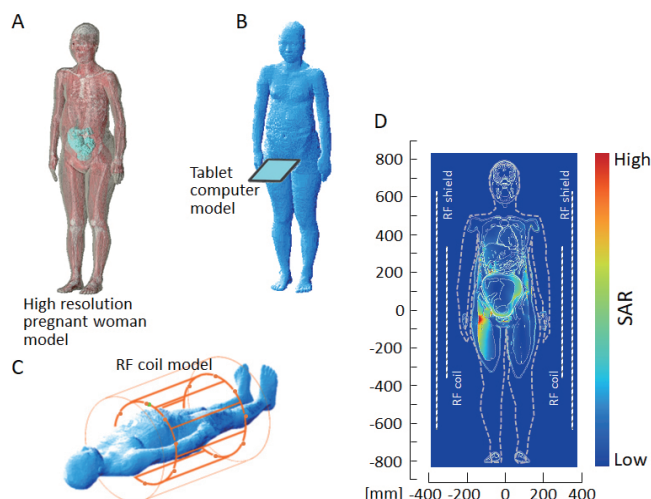 A
B
Tablet
computer
model
High resolution
pregnant woman
model
C
RF coil model
D
800
600
400
200
0
-200
-400
-600
-800
[mm]
-400
-200
0
200
400
RF shield
RF shield
RF coil
RF coil
High
SAR
Low